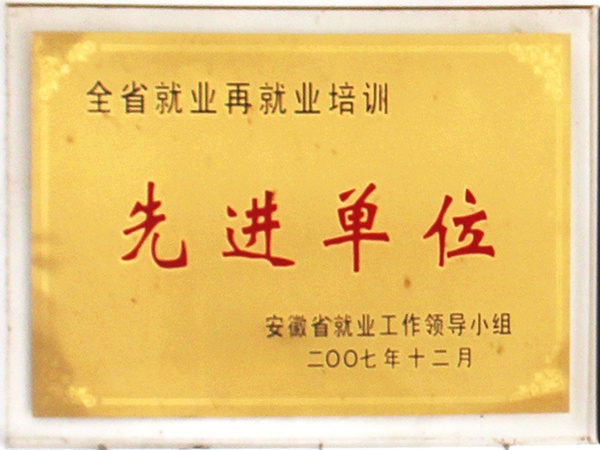 全省就业再就业培训
先进单位
安徽省就业工作领导小组
二OO七年十二月